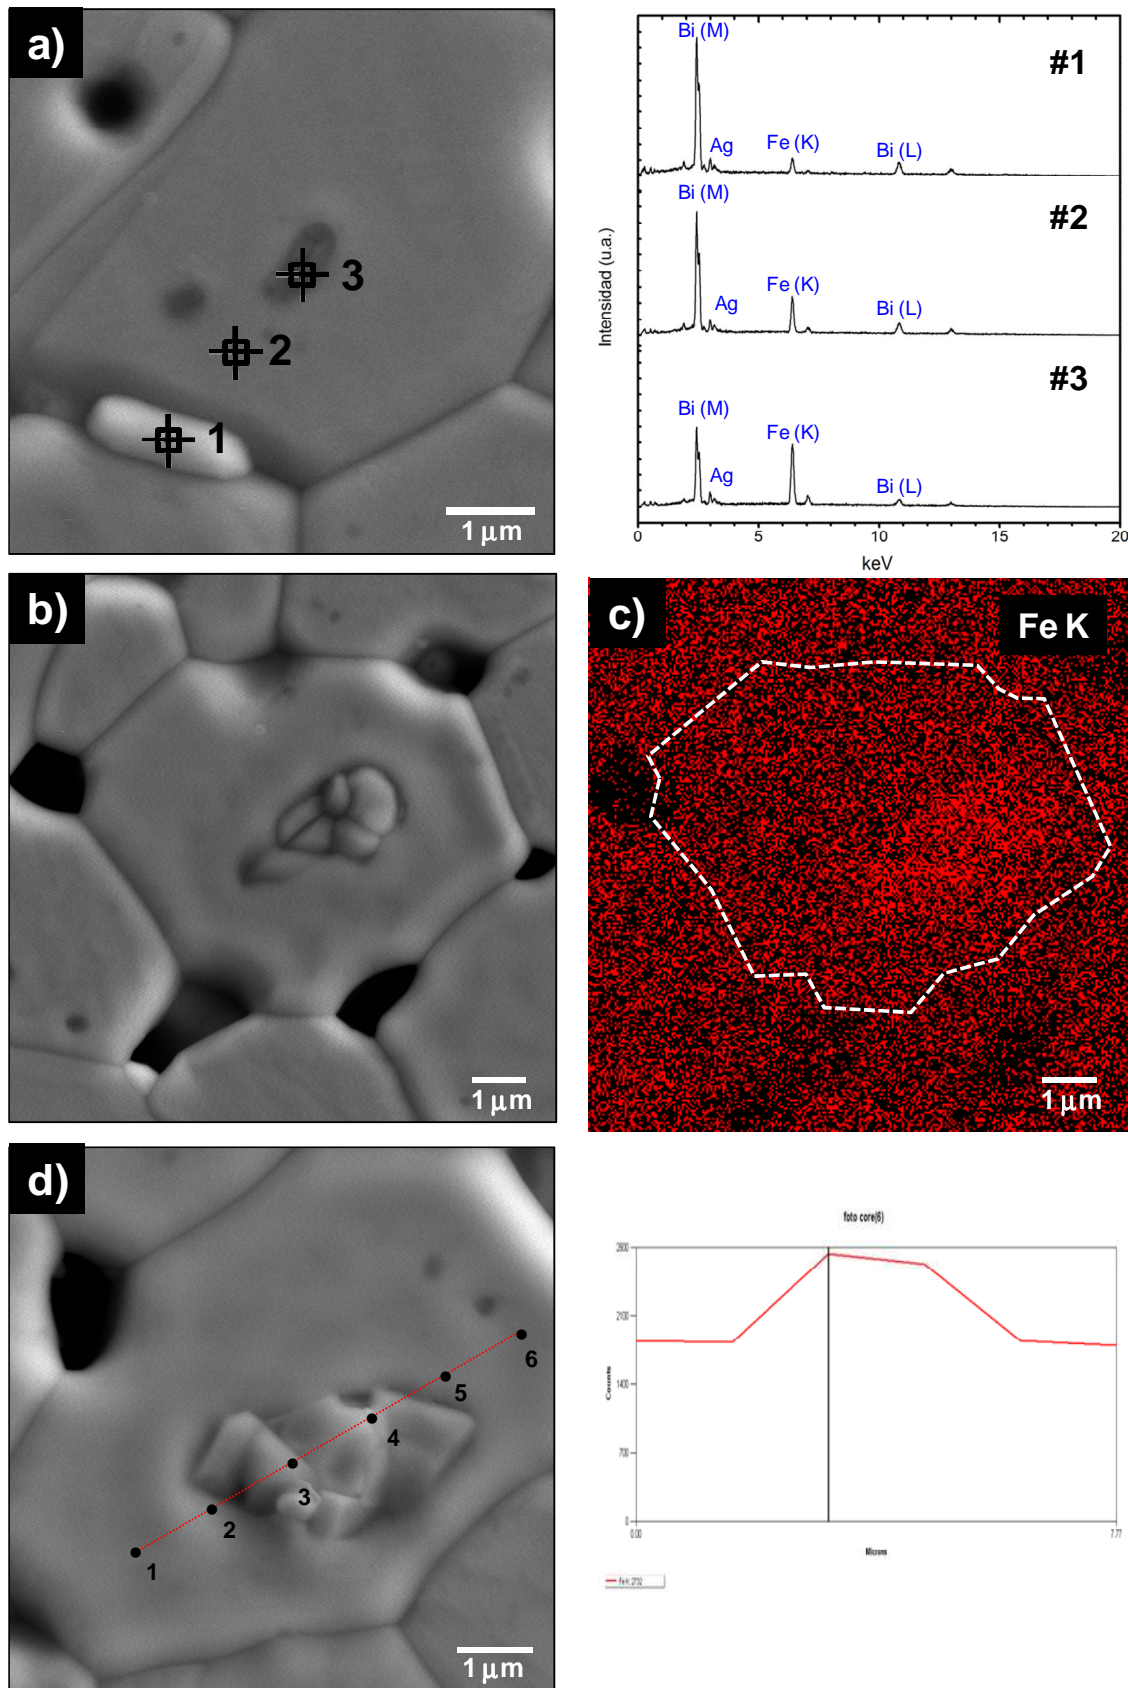 a)
3
2
1
1 µm
Bi (M)
#1
Ag
Fe (K)
Bi (L)
Bi (M)
#2
Ag
Fe (K)
Bi (L)
#3
Bi (M)
Fe (K)
Ag
Bi (L)
Intensidad (u.a.)
0 5 10 15 20
keV
b)
1 µm
c)
Fe K
1 µm
d)
6
5
4
3
2
1
1 µm
foto core(6)
2800
2100
1400
700
0
Counts
0.00 7.77
Microns